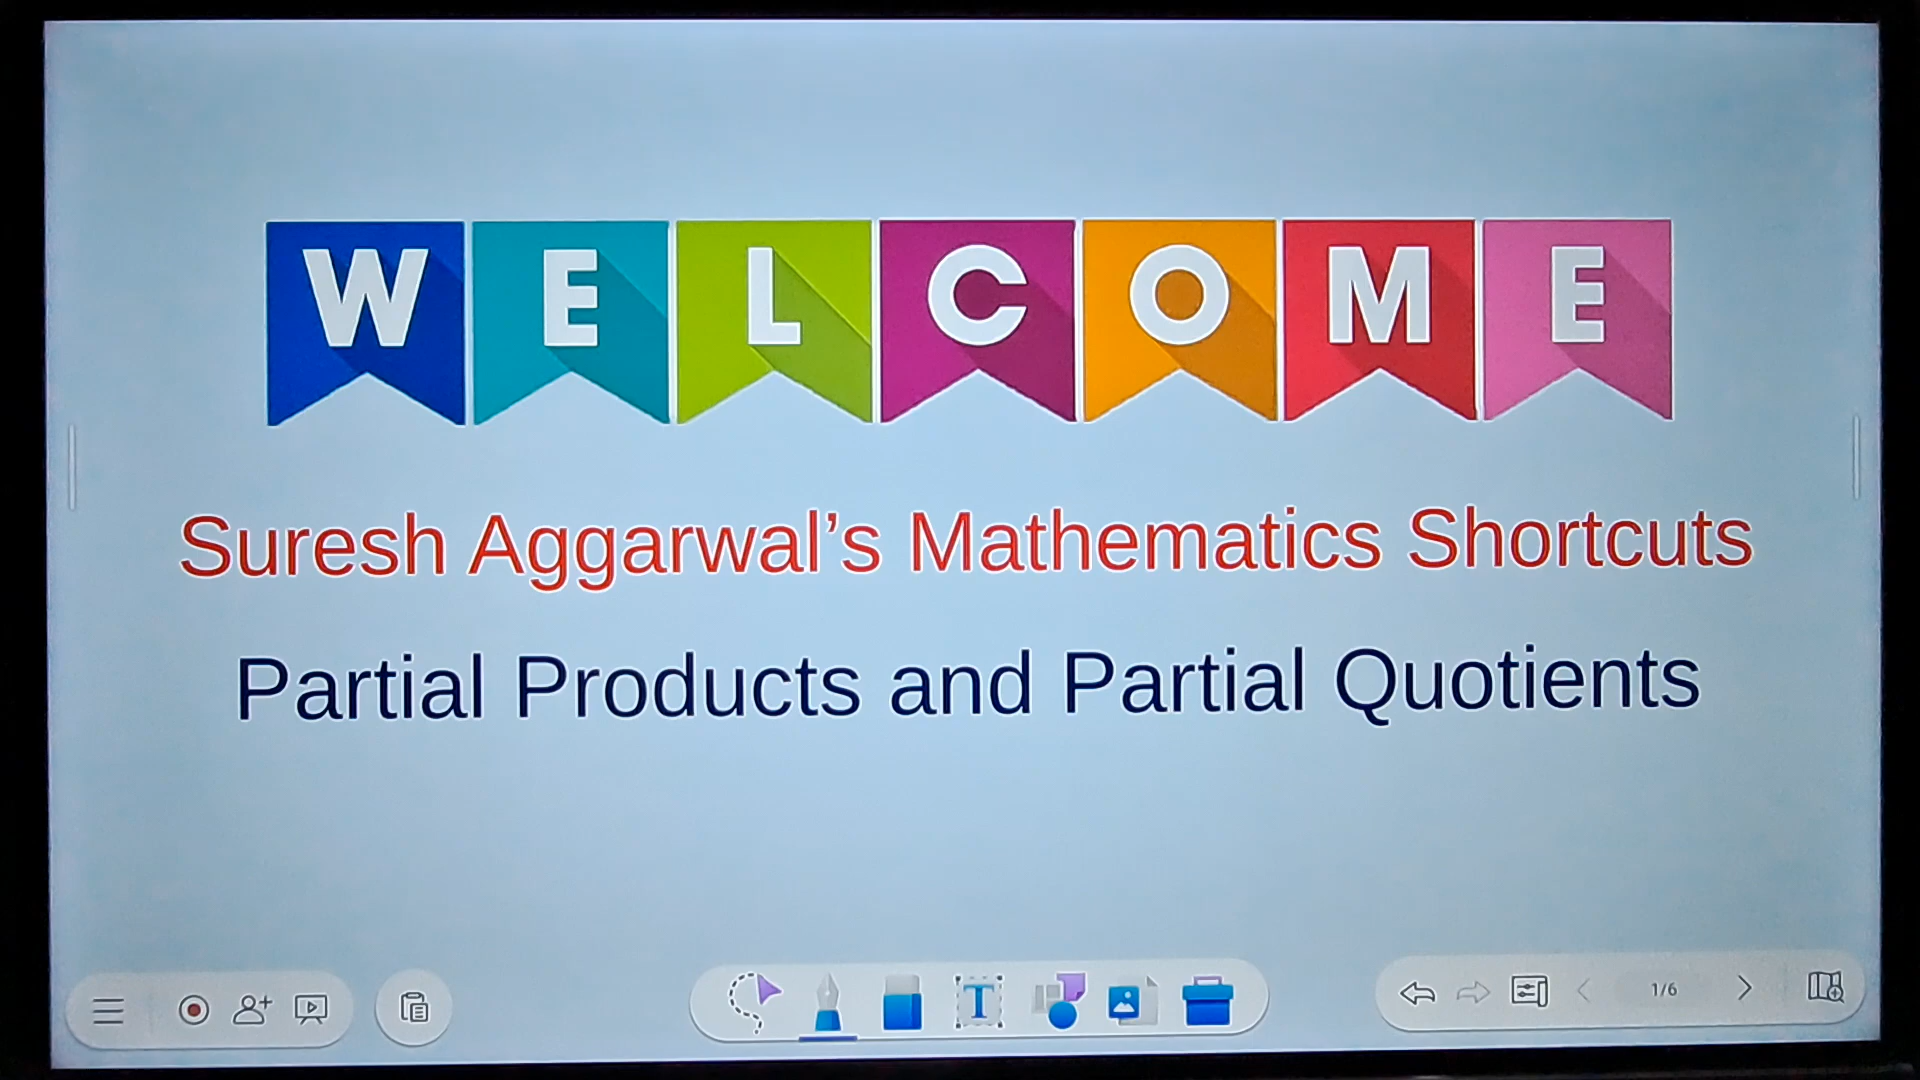 WELCOME
Suresh Aggarwal’s Mathematics Shortcuts
Partial Products and Partial Quotients
T
1/6